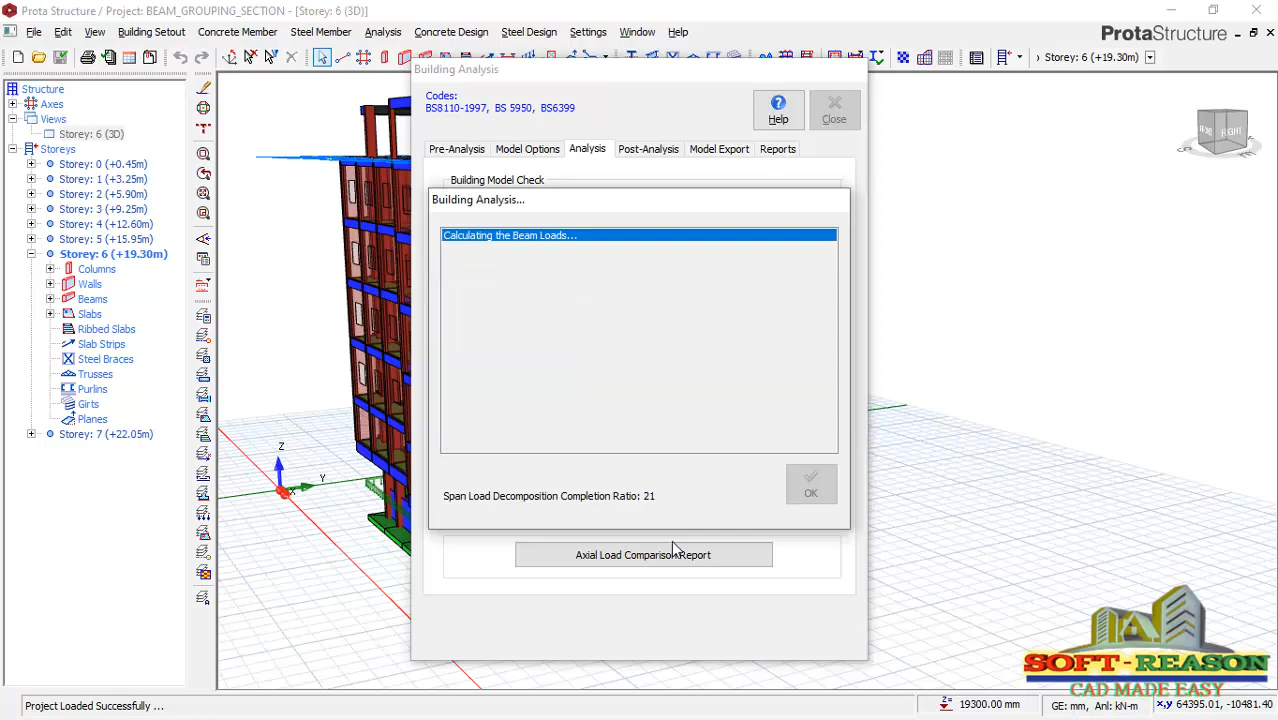 Prota Structure / Project: BEAM_GROUPING_SECTION - [Storey: 6 (3D)]
File Edit View Building Setout Concrete Member Steel Member Analysis Concrete Design Steel Design Settings Window Help
ProtaStructure
Storey: 6 (+19.30m)
Structure
Axes
Views
Storey: 6 (3D)
Storeys
Storey: 0 (+0.45m)
Storey: 1 (+3.25m)
Storey: 2 (+5.90m)
Storey: 3 (+9.25m)
Storey: 4 (+12.60m)
Storey: 5 (+15.95m)
Storey: 6 (+19.30m)
Columns
Walls
Beams
Slabs
Ribbed Slabs
Slab Strips
Steel Braces
Trusses
Purlins
Girts
Planes
Storey: 7 (+22.05m)
Z
Y
X
Building Analysis
Codes:
BS8110-1997, BS 5950, BS6399
Help
Close
Pre-Analysis Model Options Analysis Post-Analysis Model Export Reports
Building Model Check
Building Analysis...
Calculating the Beam Loads...
Span Load Decomposition Completion Ratio: 21
OK
Axial Load Comparison Report
RIGHT
SOFT-REASON
CAD MADE EASY
Project Loaded Successfully ...
Z= 19300.00 mm
GE: mm, Anl: kN-m
x,y 64395.01, -10481.40